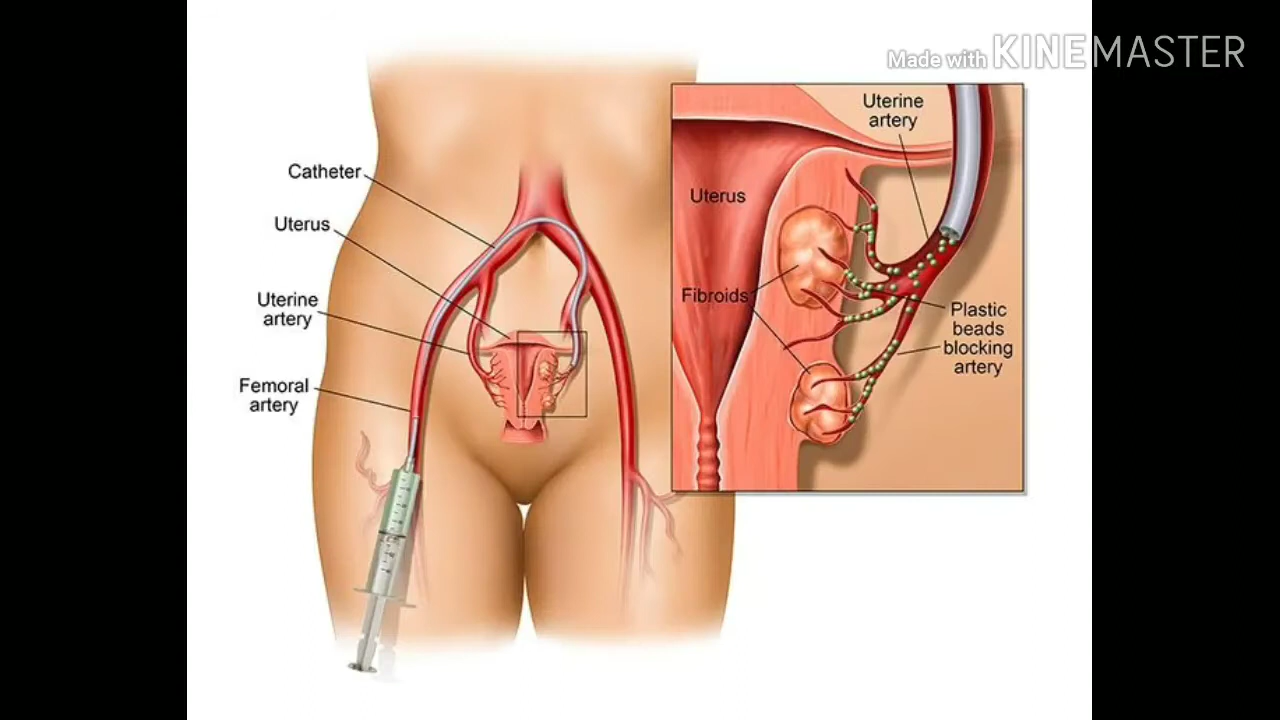 Made with KINEMASTER
Catheter
Uterus
Uterine
artery
Femoral
artery
Uterine
artery
Uterus
Fibroids
Plastic
beads
blocking
artery